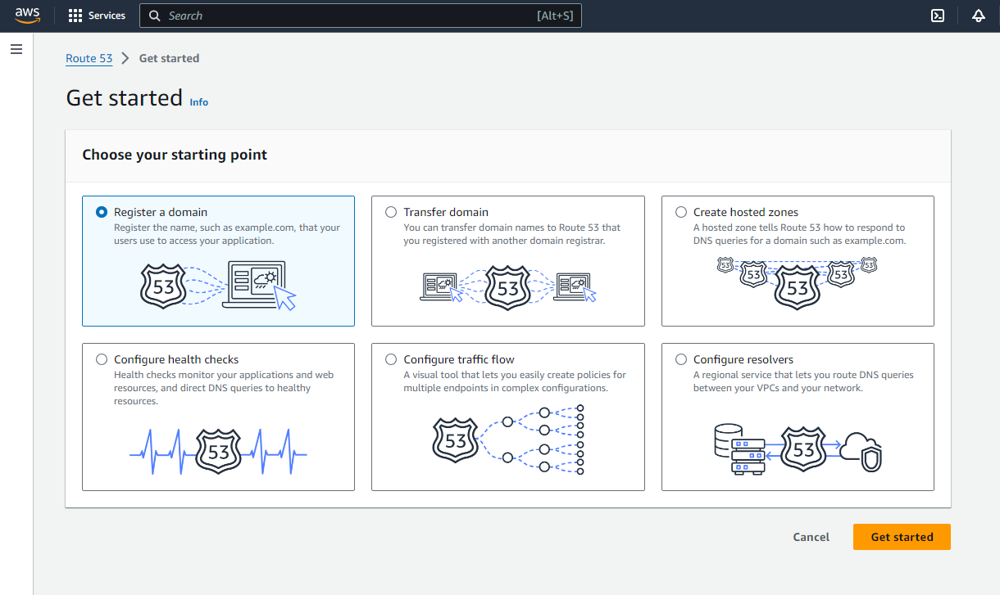 aws
Services
Search
[Alt+S]
Route 53
Get started
Get started
Info
Choose your starting point
Register a domain
Register the name, such as example.com, that your
users use to access your application.
53
Transfer domain
You can transfer domain names to Route 53 that
you registered with another domain registrar.
53
Create hosted zones
A hosted zone tells Route 53 how to respond to
DNS queries for a domain such as example.com.
53
53
53
53
53
Configure health checks
Health checks monitor your applications and web
resources, and direct DNS queries to healthy
resources.
53
Configure traffic flow
A visual tool that lets you easily create policies for
multiple endpoints in complex configurations.
53
Configure resolvers
A regional service that lets you route DNS queries
between your VPCs and your network.
53
Cancel
Get started